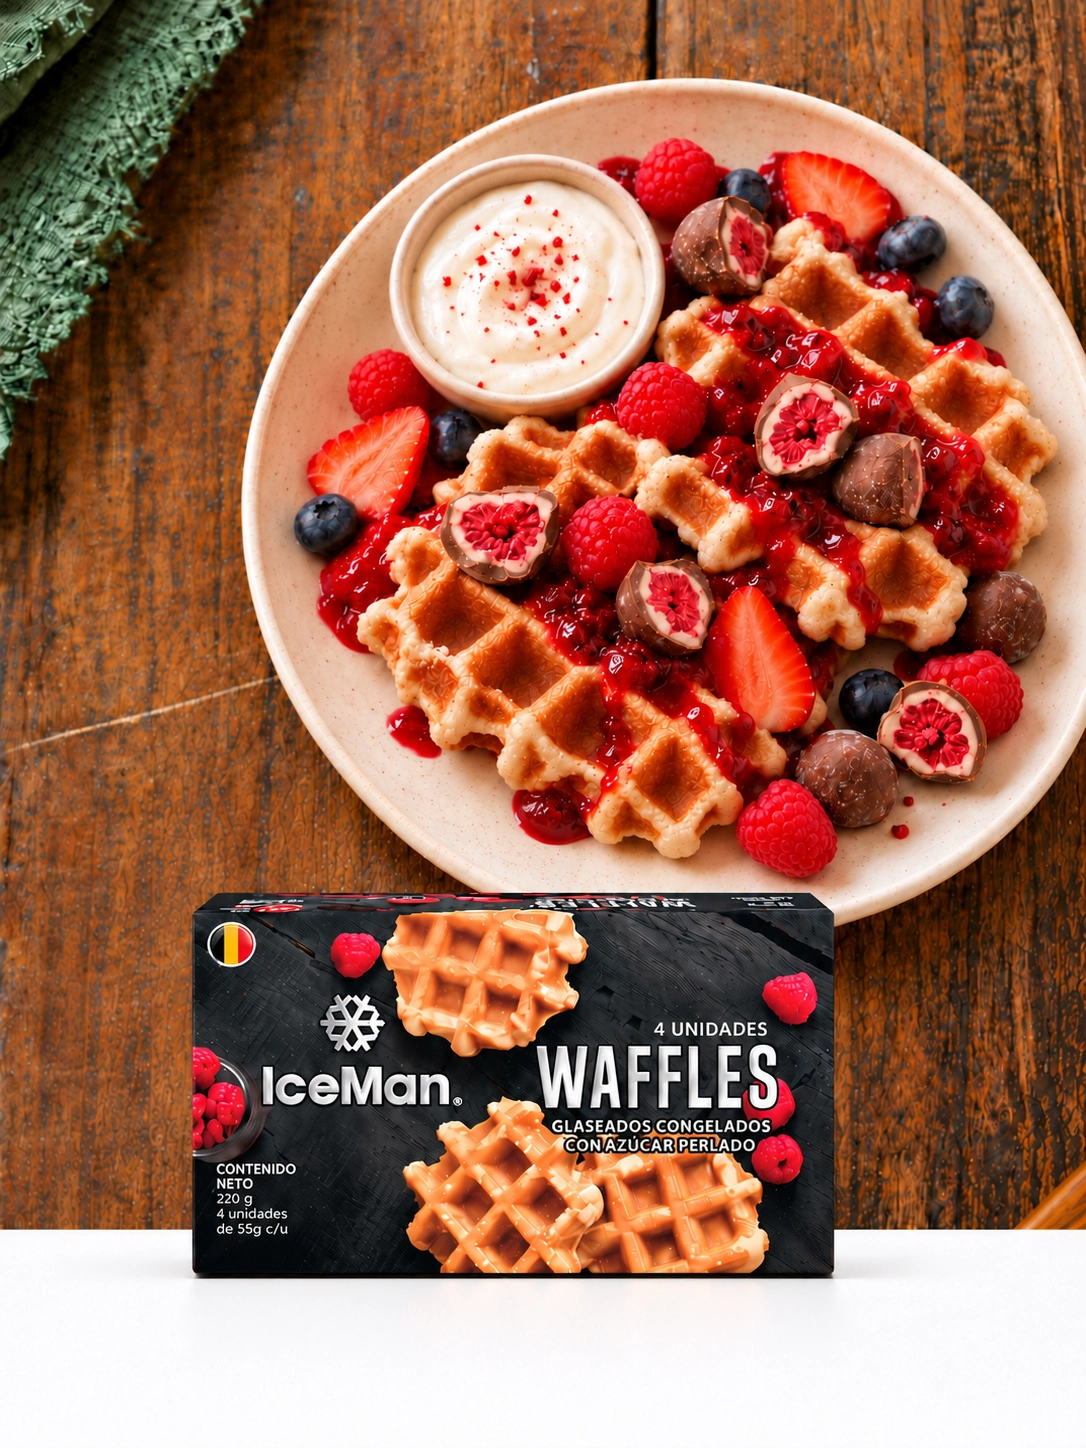 IceMan®
4 UNIDADES
WAFFLES
GLASEADOS CONGELADOS
CON AZÚCAR PERLADO
CONTENIDO
NETO
220 g
4 unidades
de 55g c/u